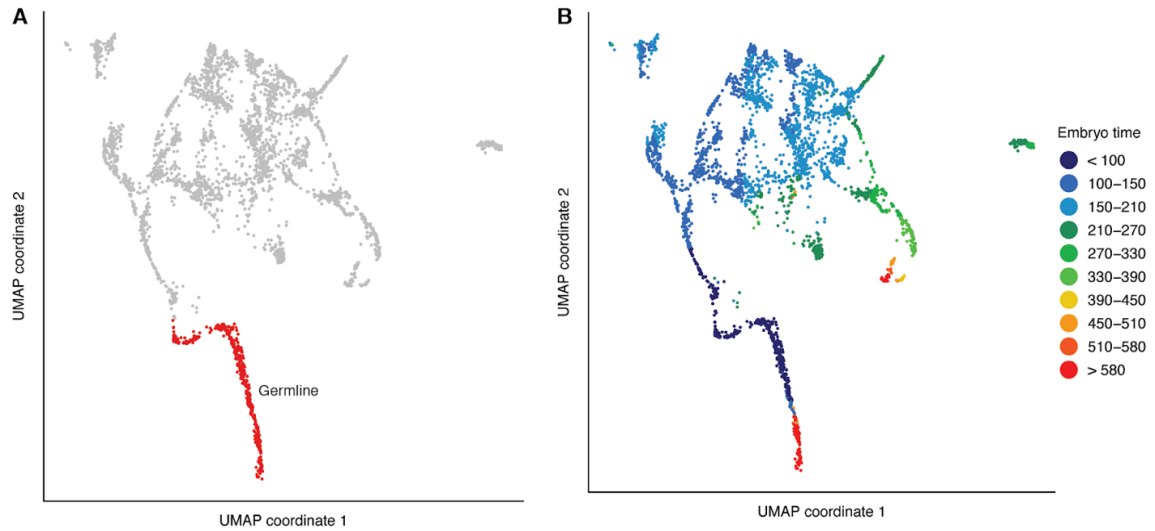 A
B
UMAP coordinate 2
Germline
UMAP coordinate 1
UMAP coordinate 2
UMAP coordinate 1
Embryo time
< 100
100–150
150–210
210–270
270–330
330–390
390–450
450–510
510–580
> 580